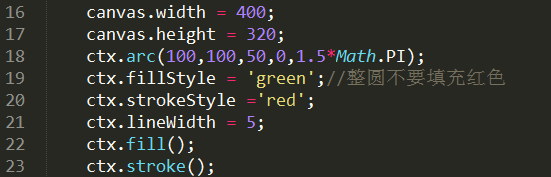 16 canvas.width = 400;
17 canvas.height = 320;
18 ctx.arc(100,100,50,0,1.5*Math.PI);
19 ctx.fillStyle = 'green';//整圆不要填充红色
20 ctx.strokeStyle ='red';
21 ctx.lineWidth = 5;
22 ctx.fill();
23 ctx.stroke();